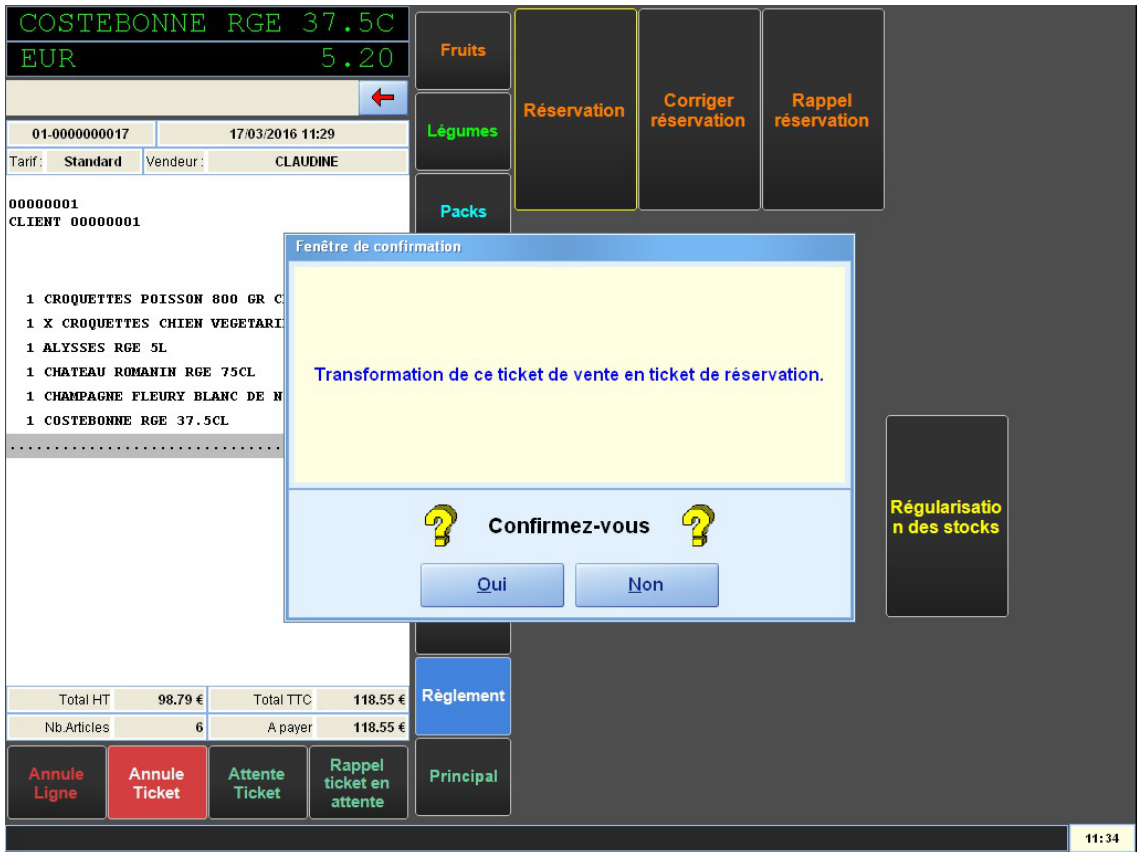 COSTEBONNE RGE 37.5C
EUR 5.20
01-0000000017 17/03/2016 11:29
Tarif : Standard Vendeur : CLAUDINE
00000001
CLIENT 00000001
1 CROQUETTES POISSON 800 GR C
1 X CROQUETTES CHIEN VEGETARI
1 ALYSSES RGE 5L
1 CHATEAU ROMANIN RGE 75CL
1 CHAMPAGNE FLEURY BLANC DE N
1 COSTEBONNE RGE 37.5CL
Total HT 98.79 € Total TTC 118.55 €
Nb.Articles 6 A payer 118.55 €
Annule
Ligne
Annule
Ticket
Attente
Ticket
Rappel
ticket en
attente
Fruits
Légumes
Packs
Règlement
Principal
Réservation
Corriger
réservation
Rappel
réservation
Fenêtre de confirmation
Transformation de ce ticket de vente en ticket de réservation.
? Confirmez-vous ?
Oui
Non
Régularisatio
n des stocks
11:34